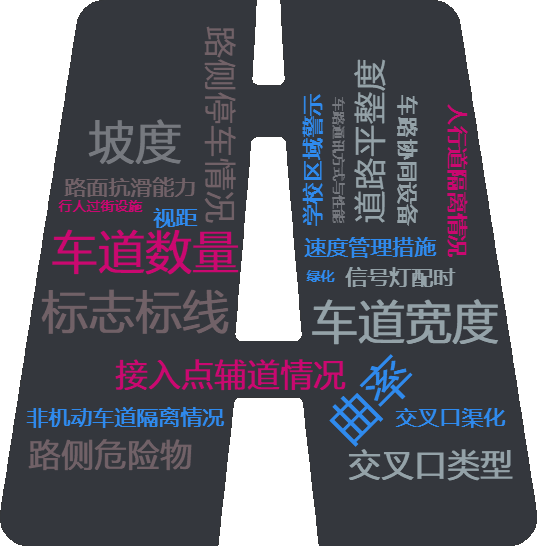 路侧停车情况
坡度
路面抗滑能力
行人过街设施
视距
车道数量
标志标线
学校区域警示
车路通讯方式与性能
道路平整度
车路协同设备
人行道隔离情况
速度管理措施
绿化
信号灯配时
车道宽度
接入点辅道情况
曲率
非机动车道隔离情况
交叉口渠化
路侧危险物
交叉口类型